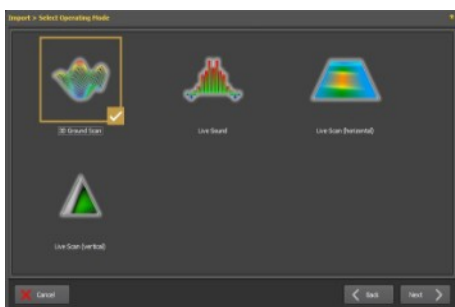 Import > Select Operating Mode
3D Ground Scan
Live Sound
Live Scan (horizontal)
Live Scan (vertical)
Cancel
Back
Next